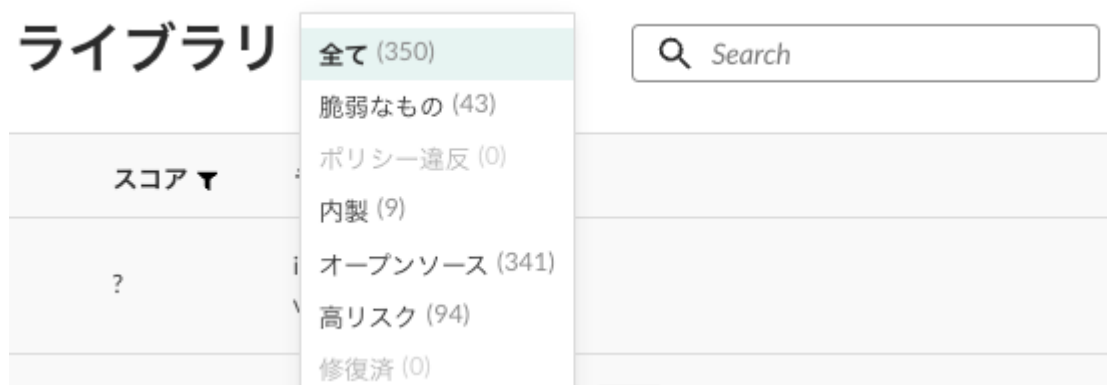 ライブラリ
Search
全て (350)
脆弱なもの (43)
ポリシー違反 (0)
内製 (9)
オープンソース (341)
高リスク (94)
修復済 (0)
スコア
?